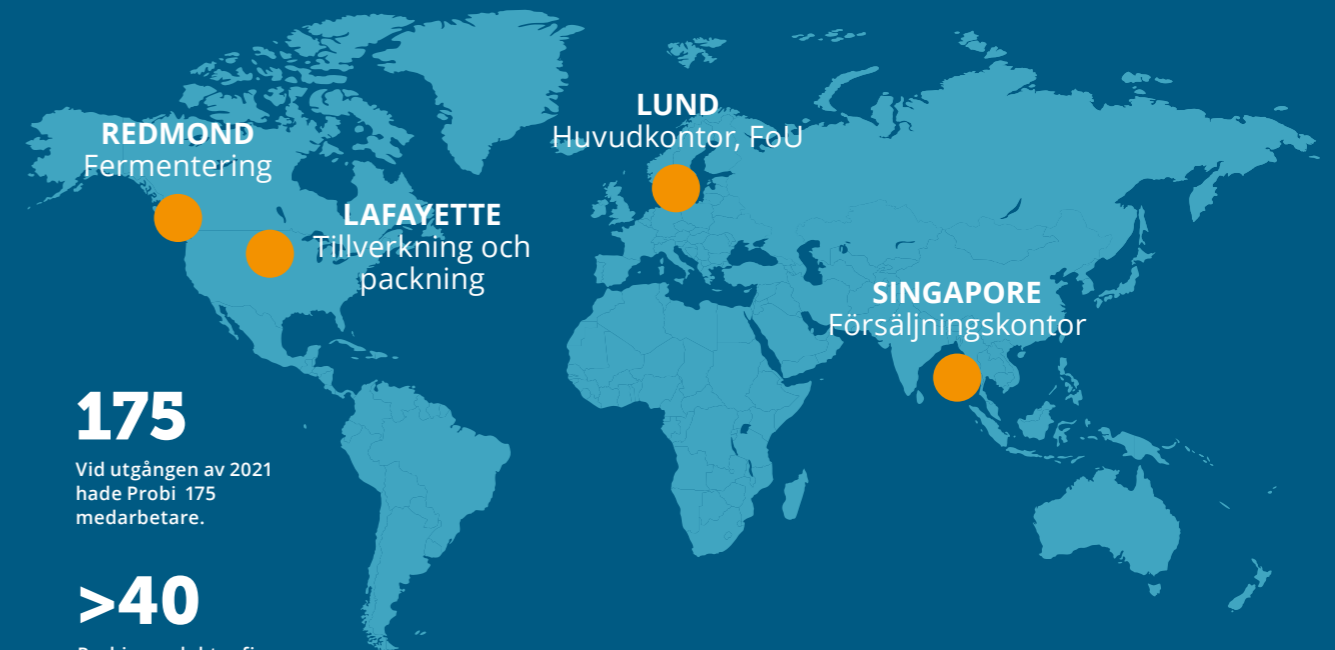 REDMOND
Fermentering
LUND
Huvudkontor, FoU
LAFAYETTE
Tillverkning och
packning
SINGAPORE
Försäljningskontor
175
Vid utgången av 2021
hade Probi 175
medarbetare.
>40